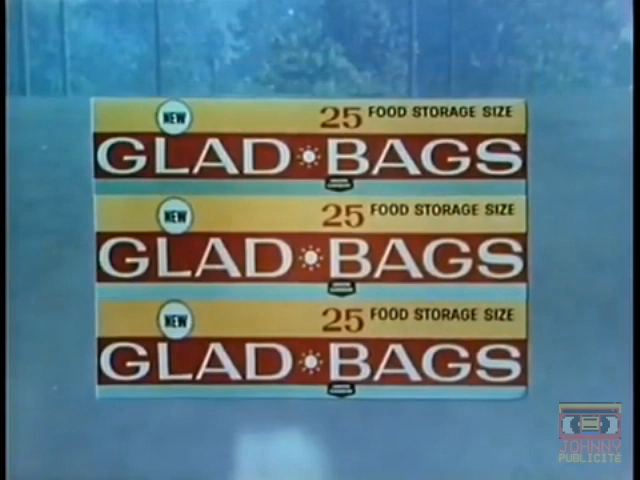 NEW
25 FOOD STORAGE SIZE
GLAD BAGS
NEW
25 FOOD STORAGE SIZE
GLAD BAGS
NEW
25 FOOD STORAGE SIZE
GLAD BAGS
JOHNNY
PUBLICITÉ